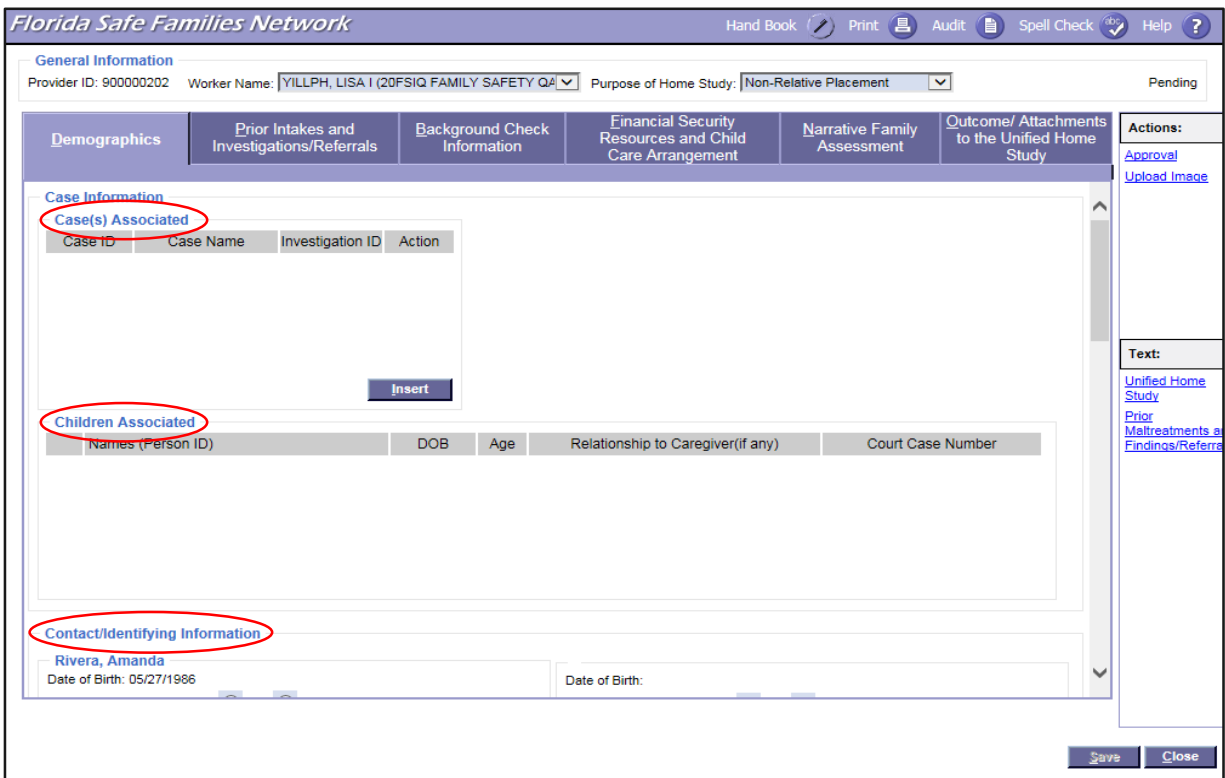 Florida Safe Families Network
Hand Book Print Audit Spell Check abc Help ?
General Information
Provider ID: 900000202 Worker Name: YILLPH, LISA I (20FSIQ FAMILY SAFETY QA Purpose of Home Study: Non-Relative Placement Pending
Demographics
Prior Intakes and
Investigations/Referrals
Background Check
Information
Financial Security
Resources and Child
Care Arrangement
Narrative Family
Assessment
Outcome/ Attachments
to the Unified Home
Study
Actions:
Approval
Upload Image
Case Information
Case(s) Associated
Case ID Case Name Investigation ID Action
Insert
Children Associated
Names (Person ID) DOB Age Relationship to Caregiver(if any) Court Case Number
Text:
Unified Home
Study
Prior
Maltreatments a
Findings/Referra
Contact/Identifying Information
Rivera, Amanda
Date of Birth: 05/27/1986 Date of Birth:
Save Close